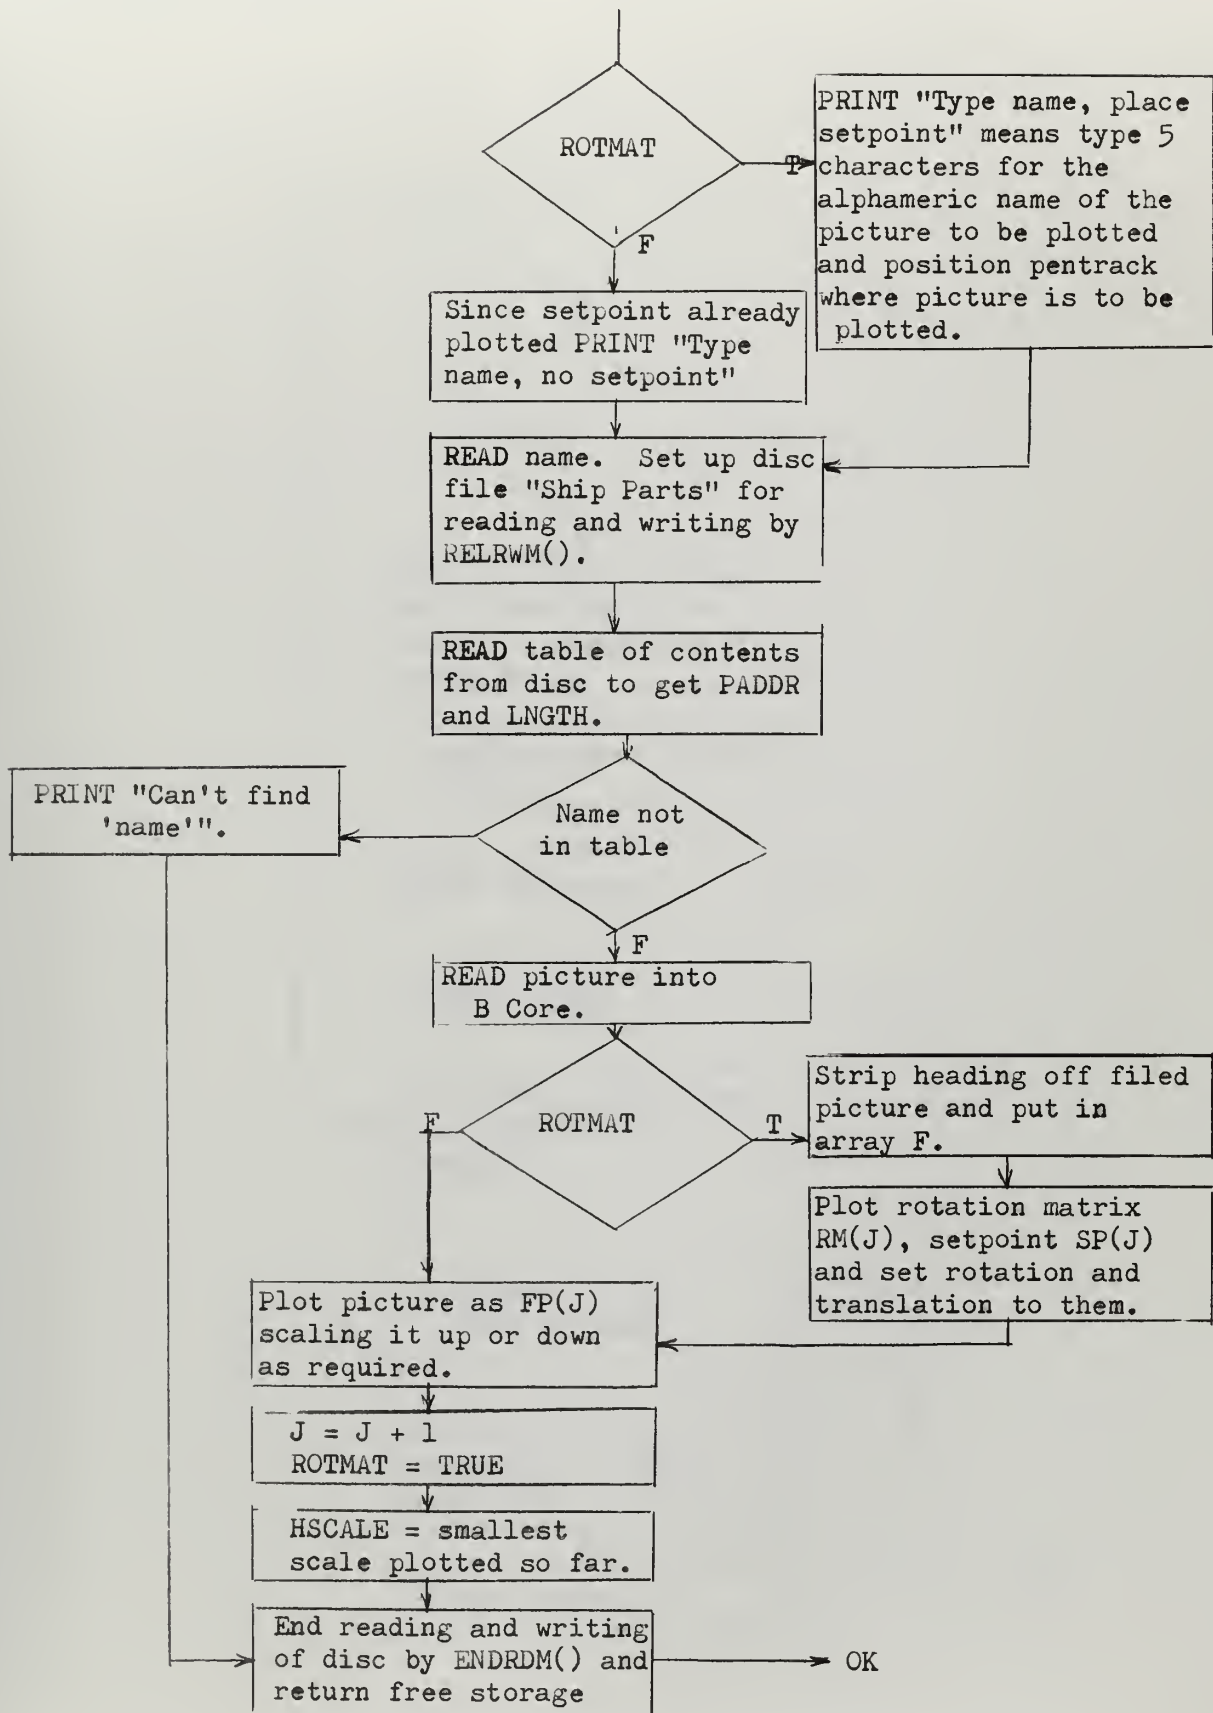 ROTMAT
T
PRINT "Type name, place
setpoint" means type 5
characters for the
alphameric name of the
picture to be plotted
and position pentrack
where picture is to be
plotted.
F
Since setpoint already
plotted PRINT "Type
name, no setpoint"
READ name. Set up disc
file "Ship Parts" for
reading and writing by
RELRWM().
READ table of contents
from disc to get PADDR
and LNGTH.
PRINT "Can't find
'name'".
Name not
in table
F
READ picture into
B Core.
F
ROTMAT
T
Strip heading off filed
picture and put in
array F.
Plot rotation matrix
RM(J), setpoint SP(J)
and set rotation and
translation to them.
Plot picture as FP(J)
scaling it up or down
as required.
J = J + 1
ROTMAT = TRUE
HSCALE = smallest
scale plotted so far.
End reading and writing
of disc by ENDRDM() and
return free storage
OK